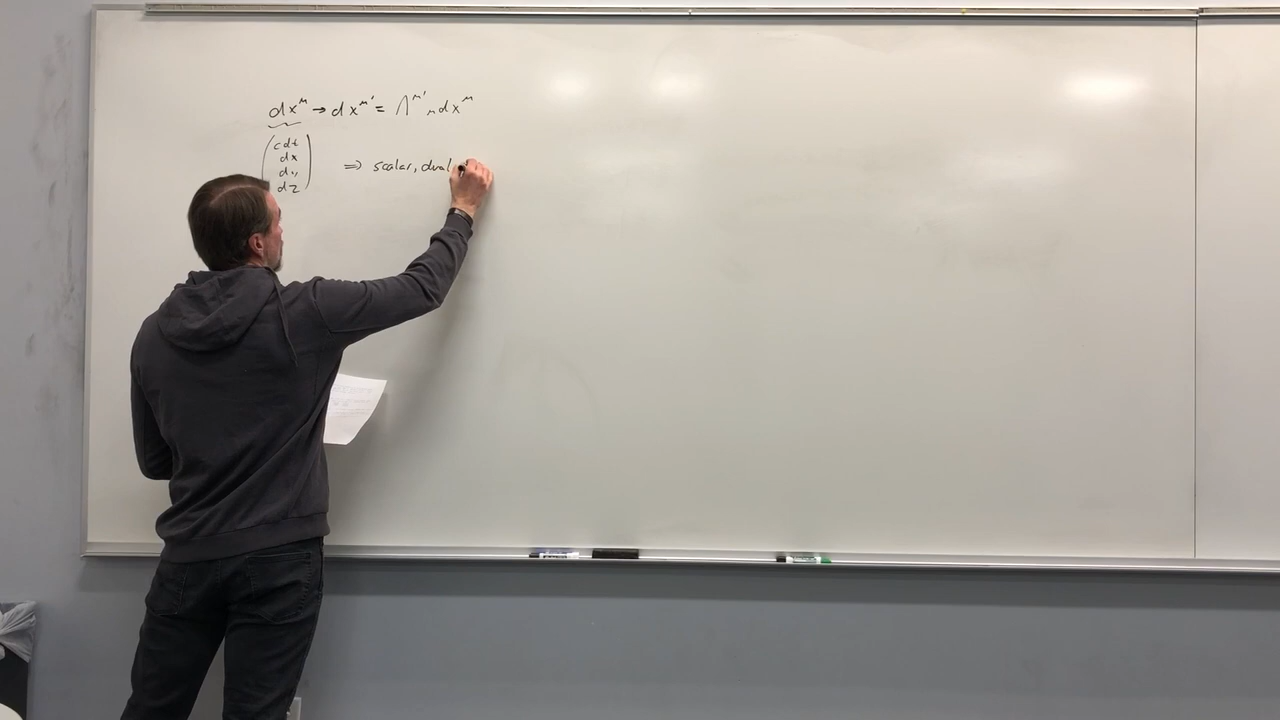 dx^μ → dx^μ' = Λ^μ'_μ dx^μ
cdt
dx
dy
dz
⇒ scalar, dual